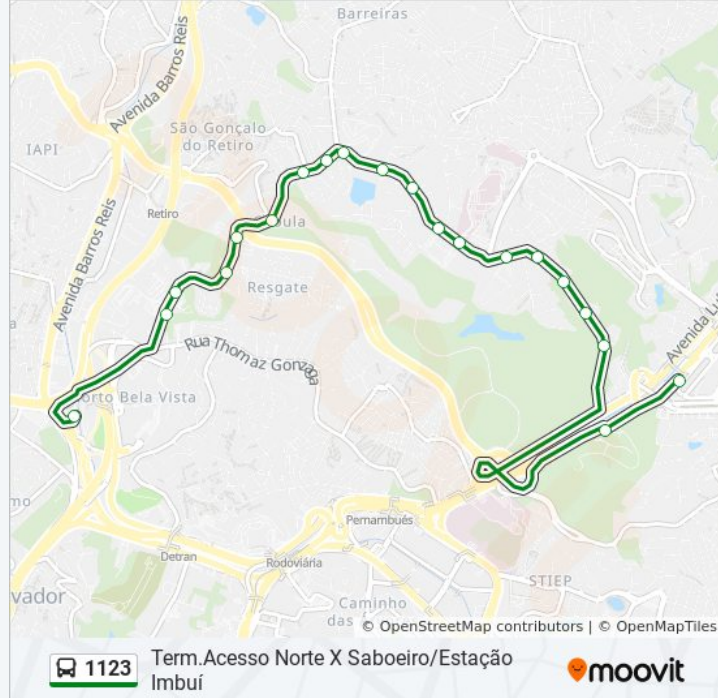 Barreiras
Avenida Barros Reis
São Gonçalo
do Retiro
IAPI
Retiro
Avenida Barros Reis
Resgate
Rua Thomaz Gonzaga
orto Bela Vista
Avenida Lu
Pernambués
Detran
Rodoviária
STIEP
vador
Caminho
das
© OpenStreetMap contributors | © OpenMapTiles
1123
Term.Acesso Norte X Saboeiro/Estação
Imbuí
moovit